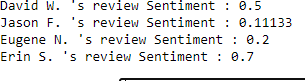 David W. 's review Sentiment : 0.5
Jason F. 's review Sentiment : 0.11133
Eugene N. 's review Sentiment : 0.2
Erin S. 's review Sentiment : 0.7